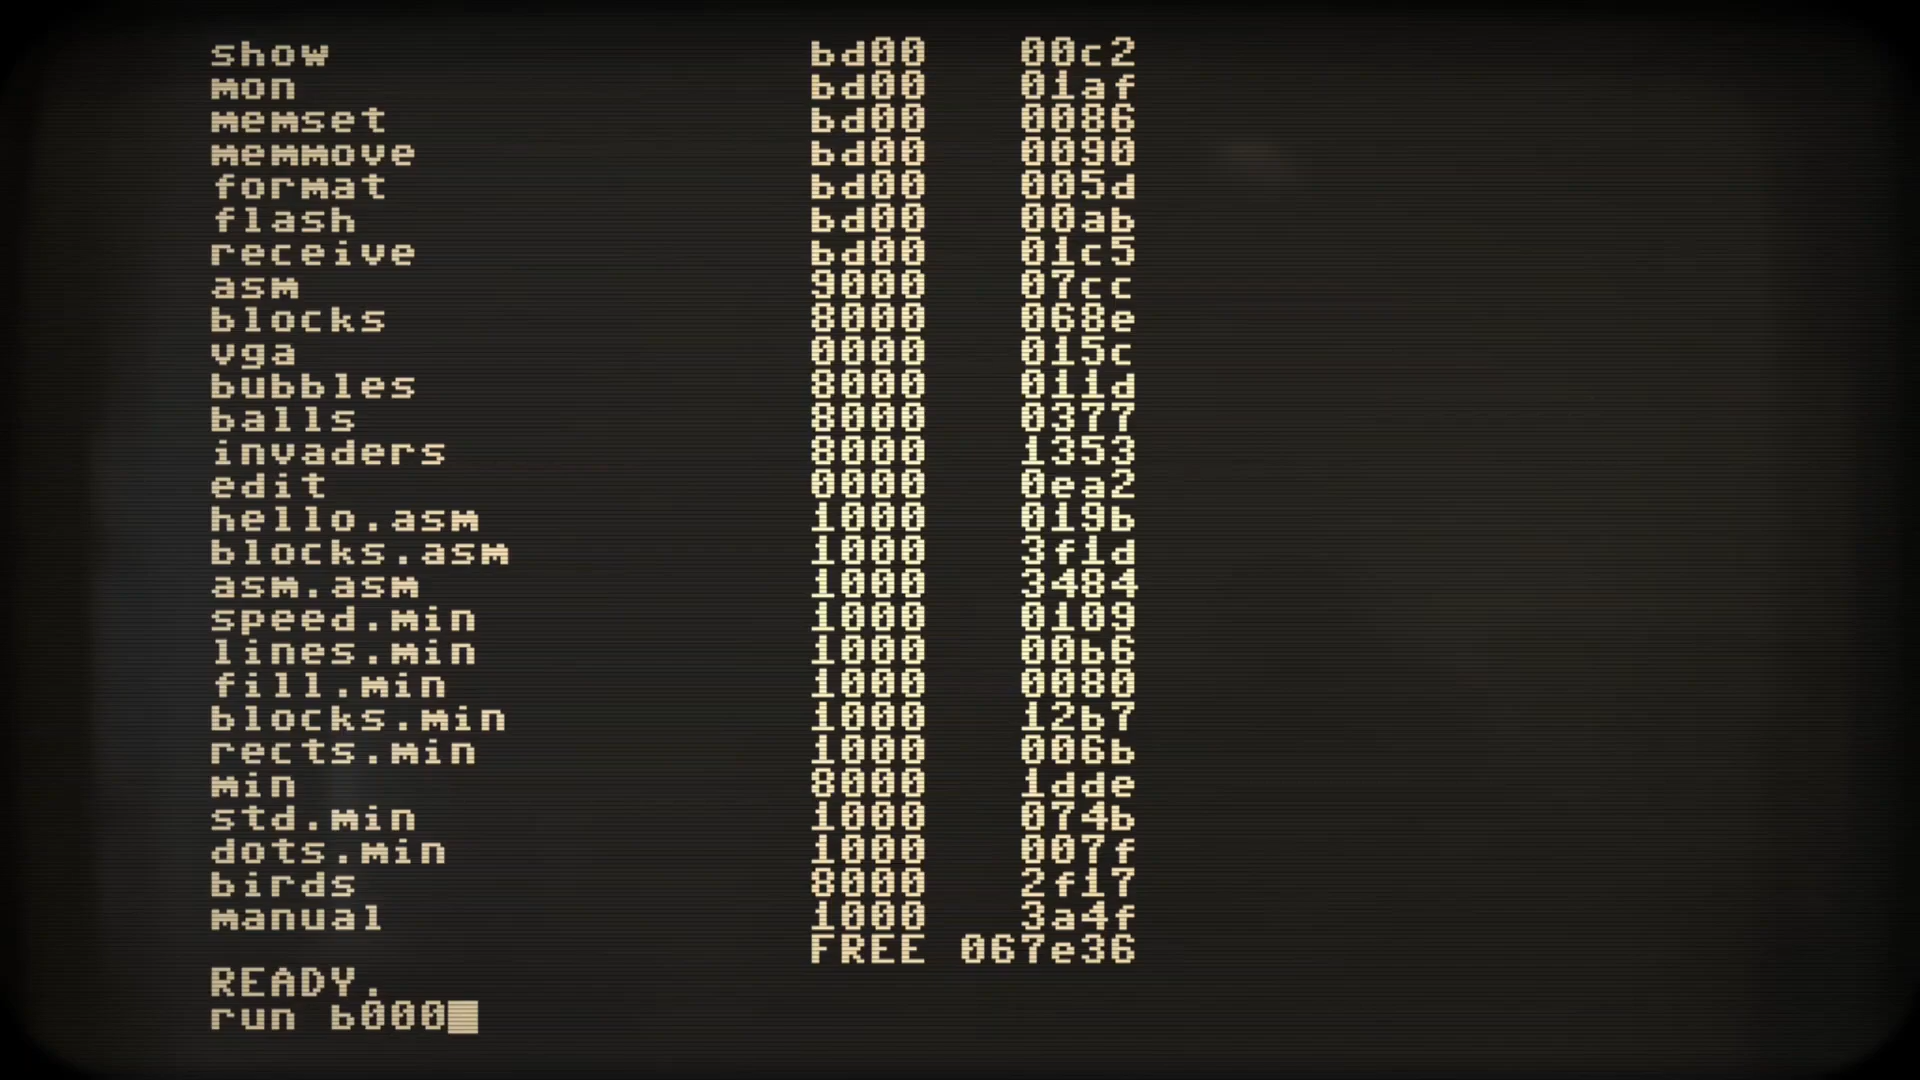 show bd00 00c2
mon bd00 01af
memset bd00 0086
memmove bd00 0090
format bd00 005d
flash bd00 00ab
receive bd00 01c5
asm 9000 07cc
blocks 8000 068e
vga 0000 015c
bubbles 8000 011d
balls 8000 0377
invaders 8000 1353
edit 0000 0ea2
hello.asm 1000 019b
blocks.asm 1000 3f1d
asm.asm 1000 3484
speed.min 1000 0109
lines.min 1000 00b6
fill.min 1000 0080
blocks.min 1000 12b7
rects.min 1000 006b
min 8000 1dde
std.min 1000 074b
dots.min 1000 007f
birds 8000 2f17
manual 1000 3a4f
FREE 067e36
READY.
run b000